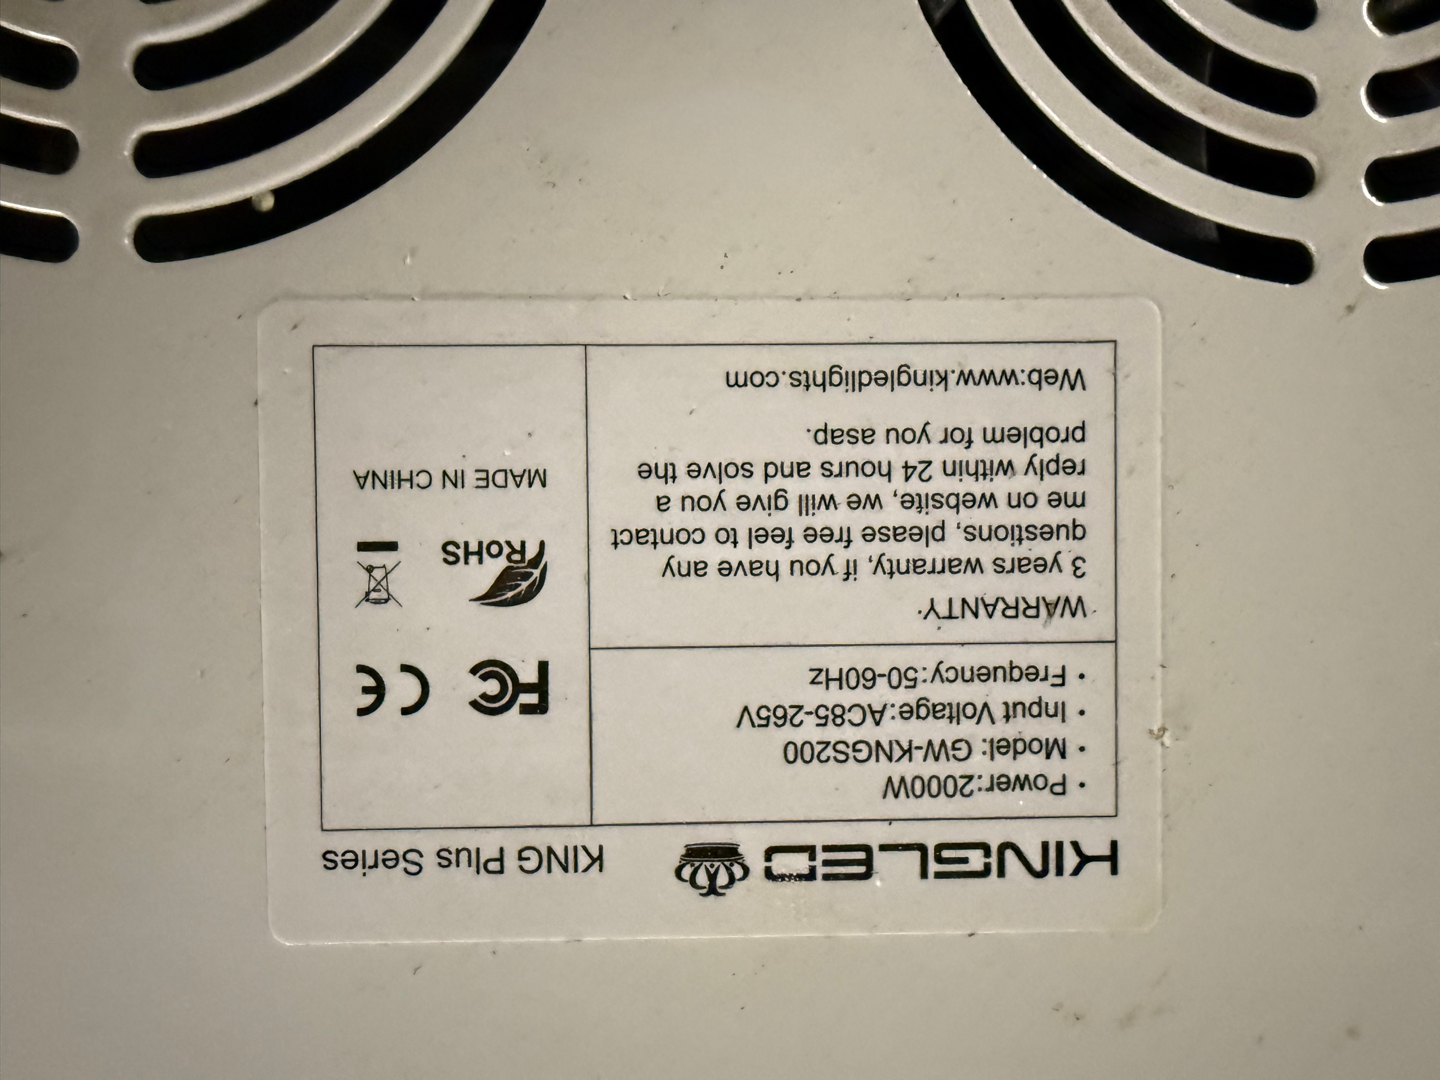 KINGLED KING Plus Series
• Power:2000W
• Model: GW-KNGS200
• Input Voltage:AC85-265V
• Frequency:50-60Hz
WARRANTY:
3 years warranty, if you have any
questions, please free feel to contact
me on website, we will give you a
reply within 24 hours and solve the
problem for you asap.
Web:www.kingledlights.com
FC CE
RoHS
MADE IN CHINA